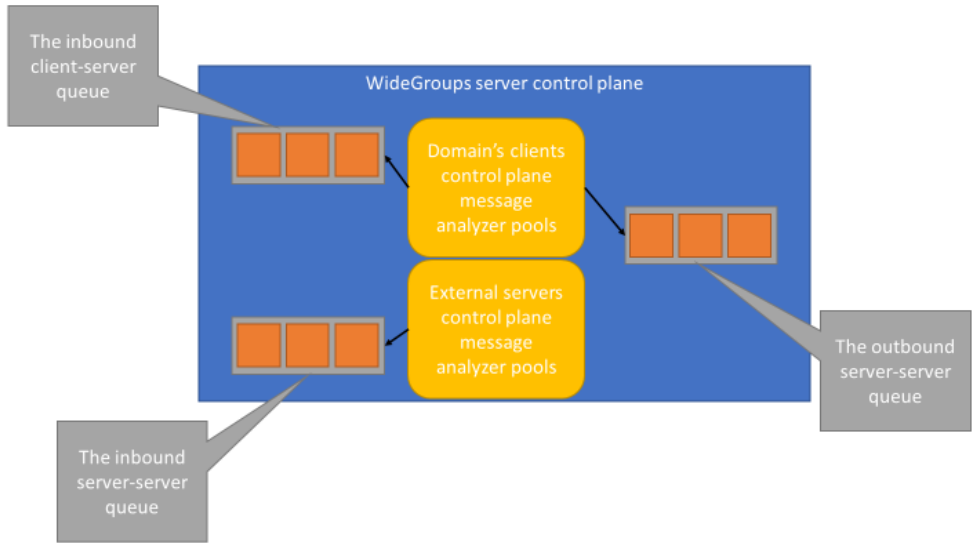 The inbound
client-server
queue
WideGroups server control plane
Domain's clients
control plane
message
analyzer pools
External servers
control plane
message
analyzer pools
The outbound
server-server
queue
The inbound
server-server
queue